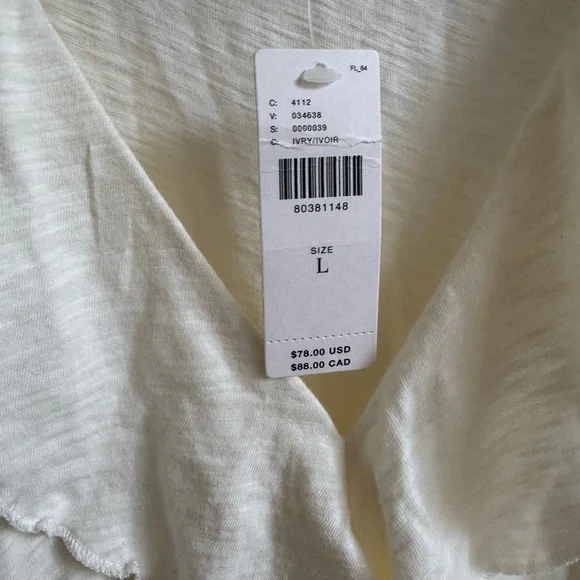 FL_64
C: 4112
V: 034638
S: 0000039
C: IVRY/IVOIR
80381148
SIZE
L
$78.00 USD
$88.00 CAD